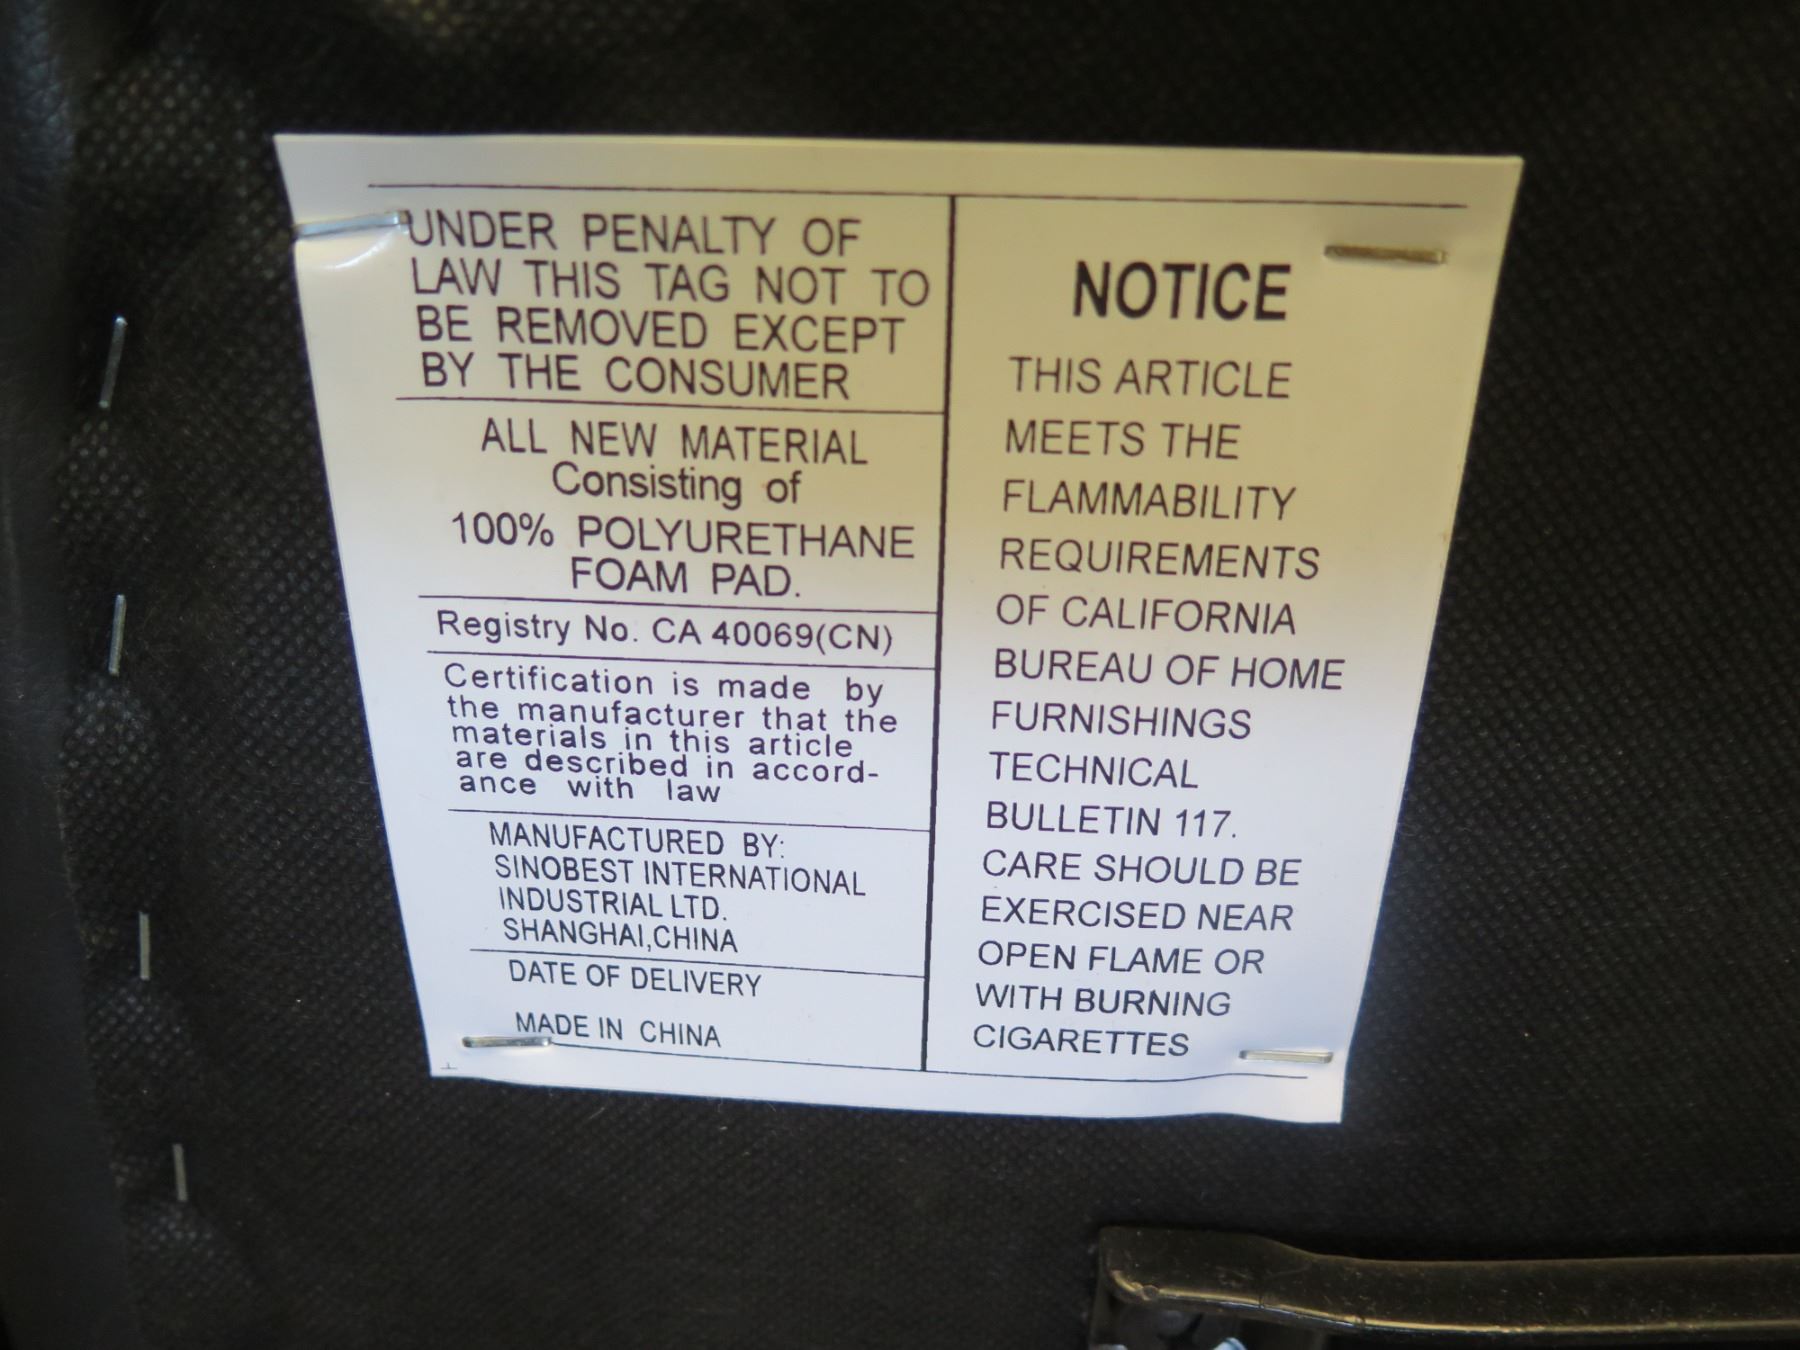 UNDER PENALTY OF
LAW THIS TAG NOT TO
BE REMOVED EXCEPT
BY THE CONSUMER
ALL NEW MATERIAL
Consisting of
100% POLYURETHANE
FOAM PAD.
Registry No. CA 40069(CN)
Certification is made by
the manufacturer that the
materials in this article
are described in accord-
ance with law
MANUFACTURED BY:
SINOBEST INTERNATIONAL
INDUSTRIAL LTD.
SHANGHAI,CHINA
DATE OF DELIVERY
MADE IN CHINA
NOTICE
THIS ARTICLE
MEETS THE
FLAMMABILITY
REQUIREMENTS
OF CALIFORNIA
BUREAU OF HOME
FURNISHINGS
TECHNICAL
BULLETIN 117.
CARE SHOULD BE
EXERCISED NEAR
OPEN FLAME OR
WITH BURNING
CIGARETTES